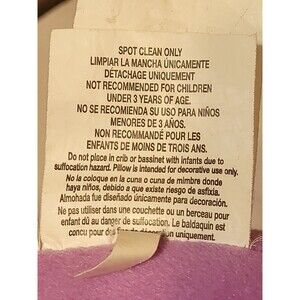 SPOT CLEAN ONLY
LIMPIAR LA MANCHA ÚNICAMENTE
DÉTACHAGE UNIQUEMENT
NOT RECOMMENDED FOR CHILDREN
UNDER 3 YEARS OF AGE.
NO SE RECOMIENDA SU USO PARA NIÑOS
MENORES DE 3 AÑOS.
NON RECOMMANDÉ POUR LES
ENFANTS DE MOINS DE TROIS ANS.
Do not place in crib or bassinet with infants due to
suffocation hazard. Pillow is intended for decorative use only.
No la coloque en la cuna o cuna de mimbre donde
haya niños, debido a que existe riesgo de asfixia.
Almohada fue diseñado únicamente para decoración.
Ne pas utiliser dans une couchette ou un berceau pour
enfant dû au danger de suffocation. Le baldaquin est
concu pour des decoration uniquement.